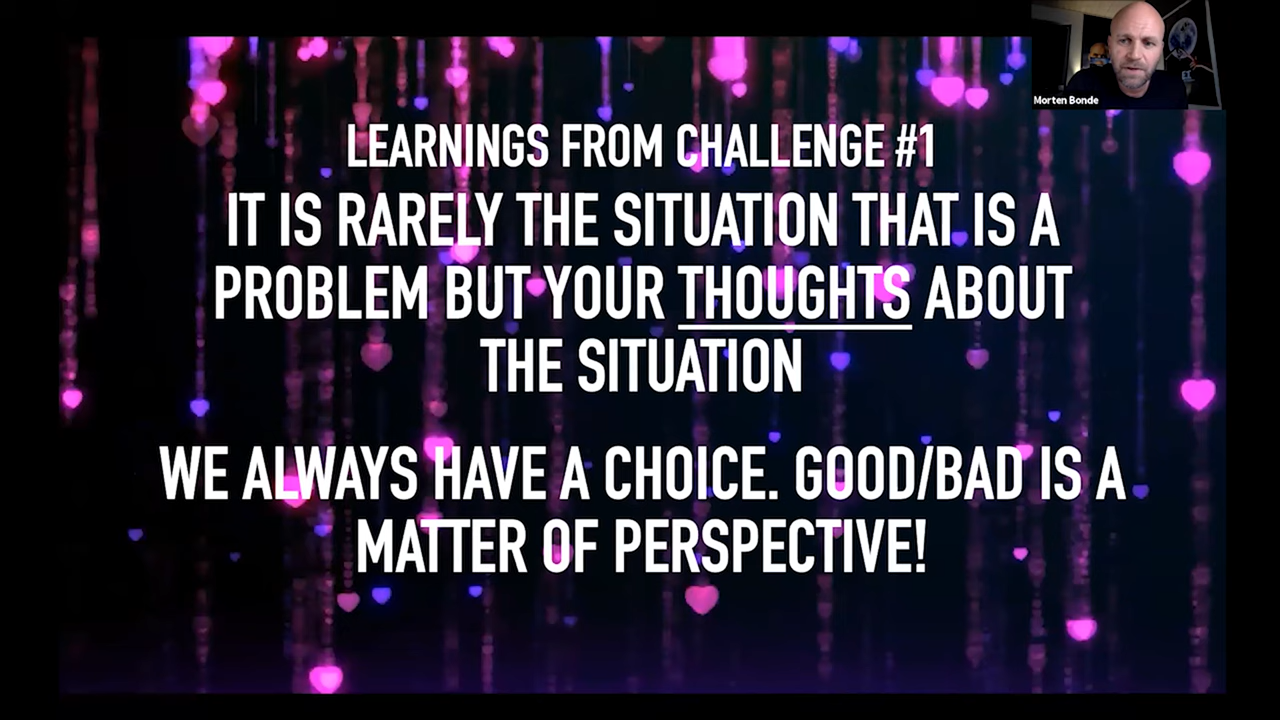 Morten Bonde
LEARNINGS FROM CHALLENGE #1
IT IS RARELY THE SITUATION THAT IS A
PROBLEM BUT YOUR THOUGHTS ABOUT
THE SITUATION
WE ALWAYS HAVE A CHOICE. GOOD/BAD IS A
MATTER OF PERSPECTIVE!